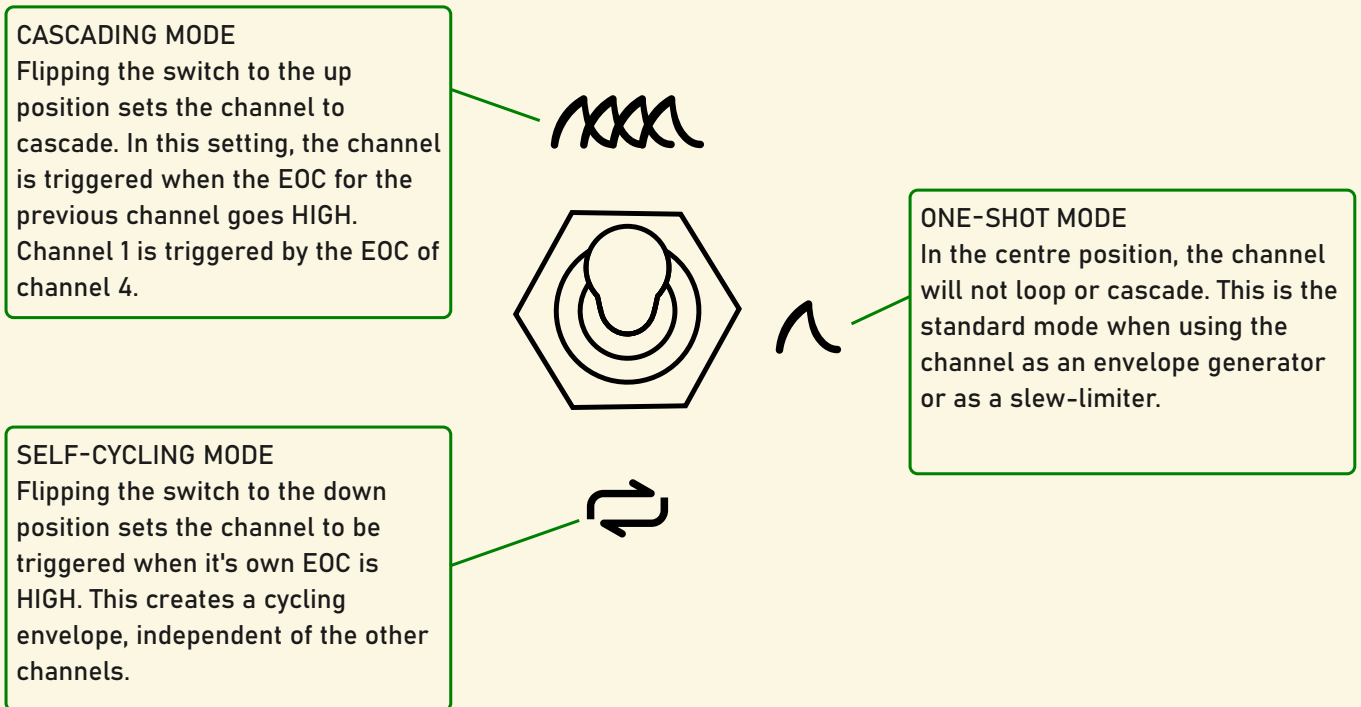 CASCADING MODE
Flipping the switch to the up
position sets the channel to
cascade. In this setting, the channel
is triggered when the EOC for the
previous channel goes HIGH.
Channel 1 is triggered by the EOC of
channel 4.
ONE-SHOT MODE
In the centre position, the channel
will not loop or cascade. This is the
standard mode when using the
channel as an envelope generator
or as a slew-limiter.
SELF-CYCLING MODE
Flipping the switch to the down
position sets the channel to be
triggered when it's own EOC is
HIGH. This creates a cycling
envelope, independent of the other
channels.